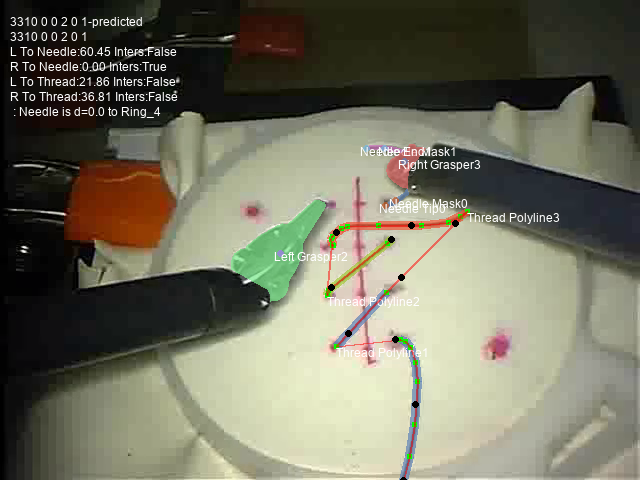 3310 0 0 2 0 1-predicted
3310 0 0 2 0 1
L To Needle:60.45 Inters:False
R To Needle:0.00 Inters:True
L To Thread:21.86 Inters:False
R To Thread:36.81 Inters:False
: Needle is d=0.0 to Ring_4
Right Grasper3
Needle Mask0
Needle Tip0
Thread Polyline3
Left Grasper2
Thread Polyline2
Thread Polyline1